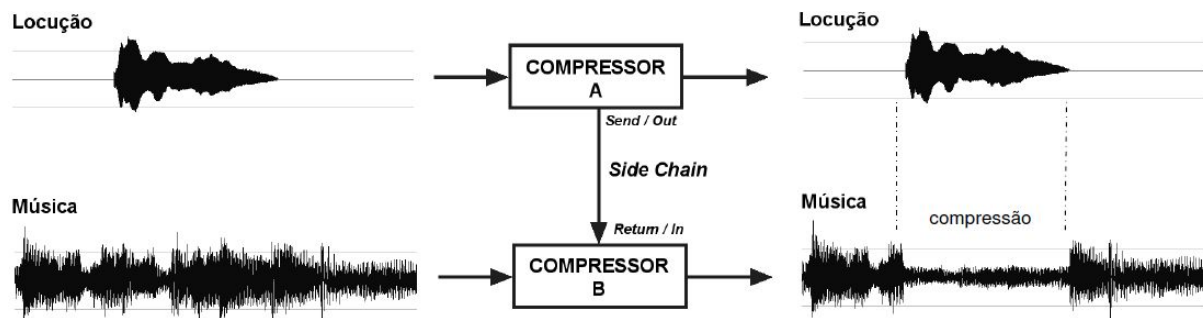 Locução
COMPRESSOR
A
Send / Out
Side Chain
Música
Return / In
COMPRESSOR
B
Locução
Música
compressão